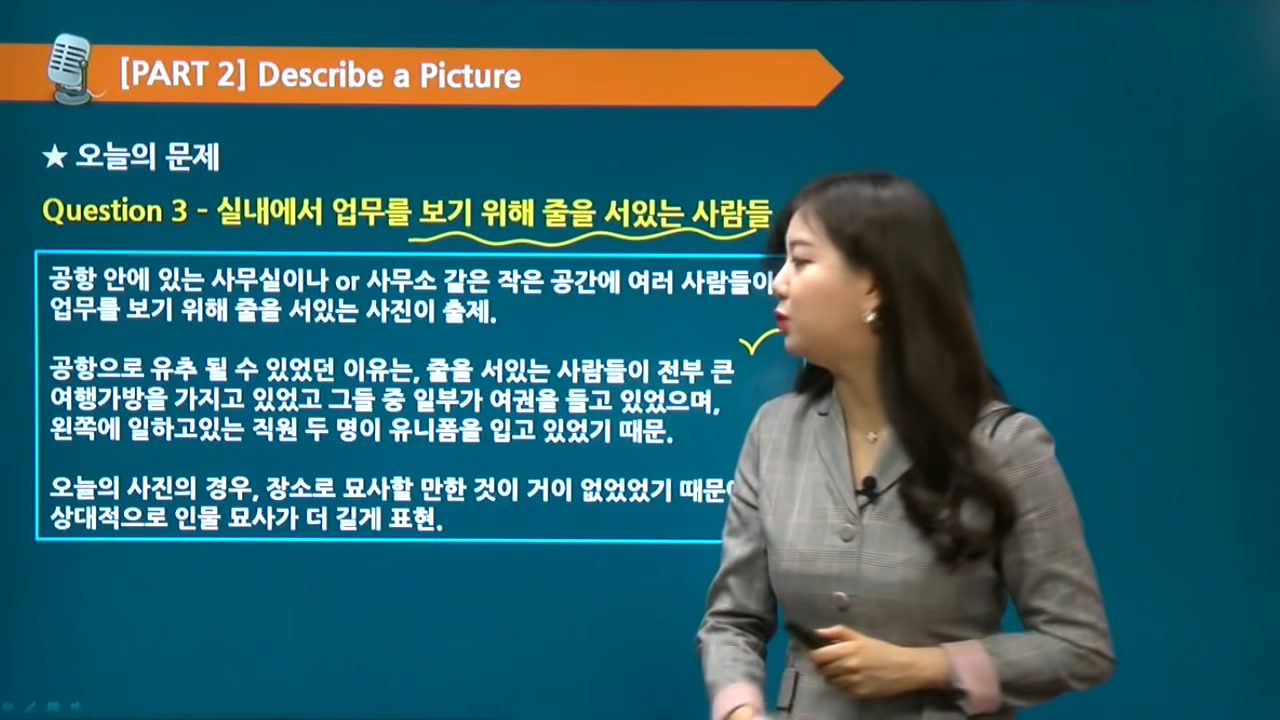 [PART 2] Describe a Picture
★ 오늘의 문제
Question 3 - 실내에서 업무를 보기 위해 줄을 서있는 사람들
공항 안에 있는 사무실이나 or 사무소 같은 작은 공간에 여러 사람들이
업무를 보기 위해 줄을 서있는 사진이 출제.
공항으로 유추 될 수 있었던 이유는, 줄을 서있는 사람들이 전부 큰
여행가방을 가지고 있었고 그들 중 일부가 여권을 들고 있었으며,
왼쪽에 일하고있는 직원 두 명이 유니폼을 입고 있었기 때문.
오늘의 사진의 경우, 장소로 묘사할 만한 것이 거이 없었었기
상대적으로 인물 묘사가 더 길게 표현.